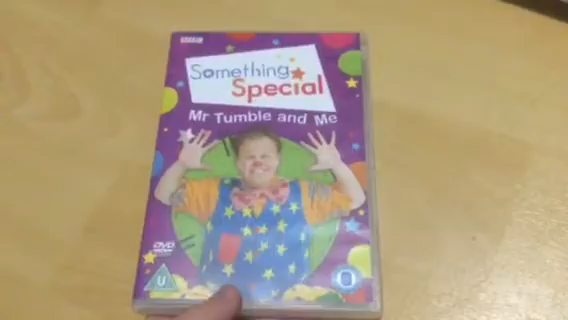 BBC
Something
Special
Mr Tumble and Me
DVD
U